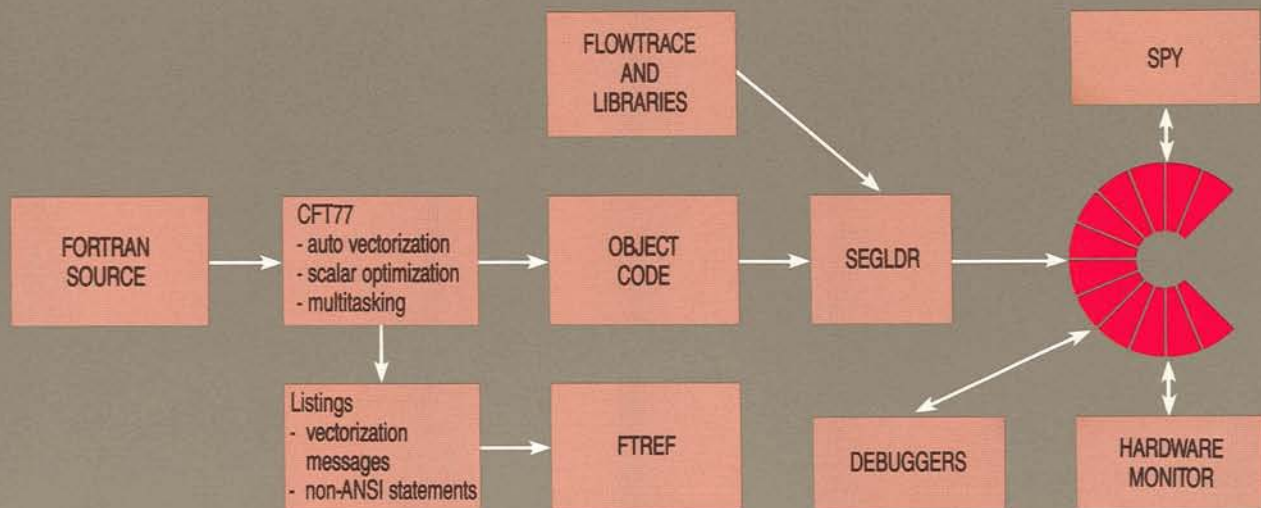 FLOWTRACE
AND
LIBRARIES
SPY
FORTRAN
SOURCE
CFT77
- auto vectorization
- scalar optimization
- multitasking
OBJECT
CODE
SEGLDR
Listings
- vectorization
messages
- non-ANSI statements
FTREF
DEBUGGERS
HARDWARE
MONITOR